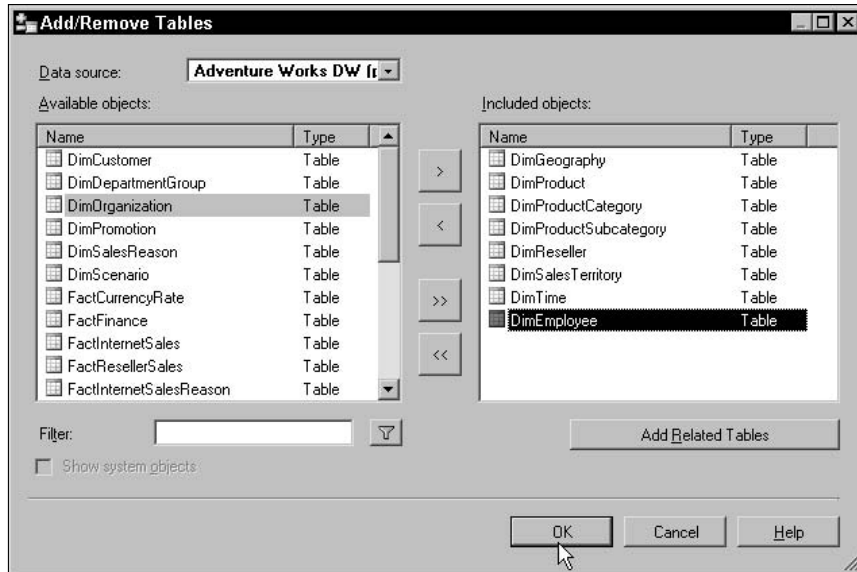 Add/Remove Tables
Data source: Adventure Works DW (r
Available objects:
Name Type
DimCustomer Table
DimDepartmentGroup Table
DimOrganization Table
DimPromotion Table
DimSalesReason Table
DimScenario Table
FactCurrencyRate Table
FactFinance Table
FactInternetSales Table
FactResellerSales Table
FactInternetSalesReason Table
Filter:
Show system objects
>
<
>>
<<
Included objects:
Name Type
DimGeography Table
DimProduct Table
DimProductCategory Table
DimProductSubcategory Table
DimReseller Table
DimSalesTerritory Table
DimTime Table
DimEmployee Table
Add Related Tables
OK Cancel Help